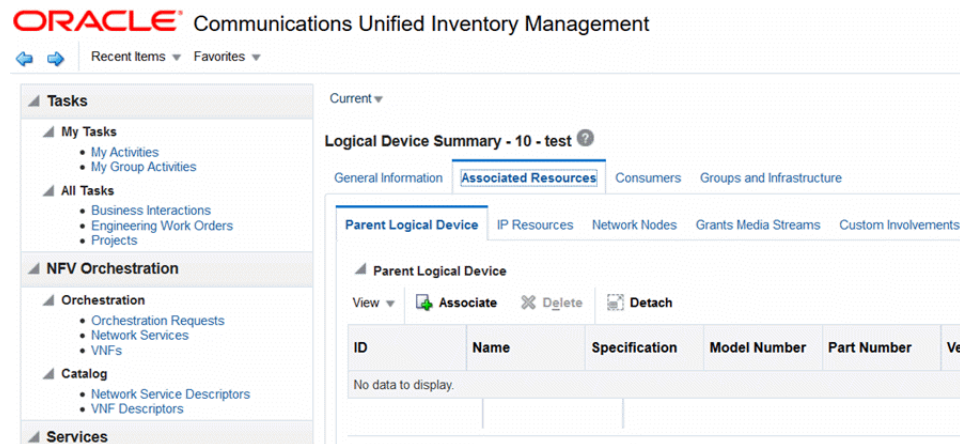 ORACLE Communications Unified Inventory Management
Recent Items Favorites
Tasks
My Tasks
My Activities
My Group Activities
All Tasks
Business Interactions
Engineering Work Orders
Projects
NFV Orchestration
Orchestration
Orchestration Requests
Network Services
VNFs
Catalog
Network Service Descriptors
VNF Descriptors
Services
Current
Logical Device Summary - 10 - test ?
General Information Associated Resources Consumers Groups and Infrastructure
Parent Logical Device IP Resources Network Nodes Grants Media Streams Custom Involvements
Parent Logical Device
View Associate Delete Detach
ID Name Specification Model Number Part Number
No data to display.